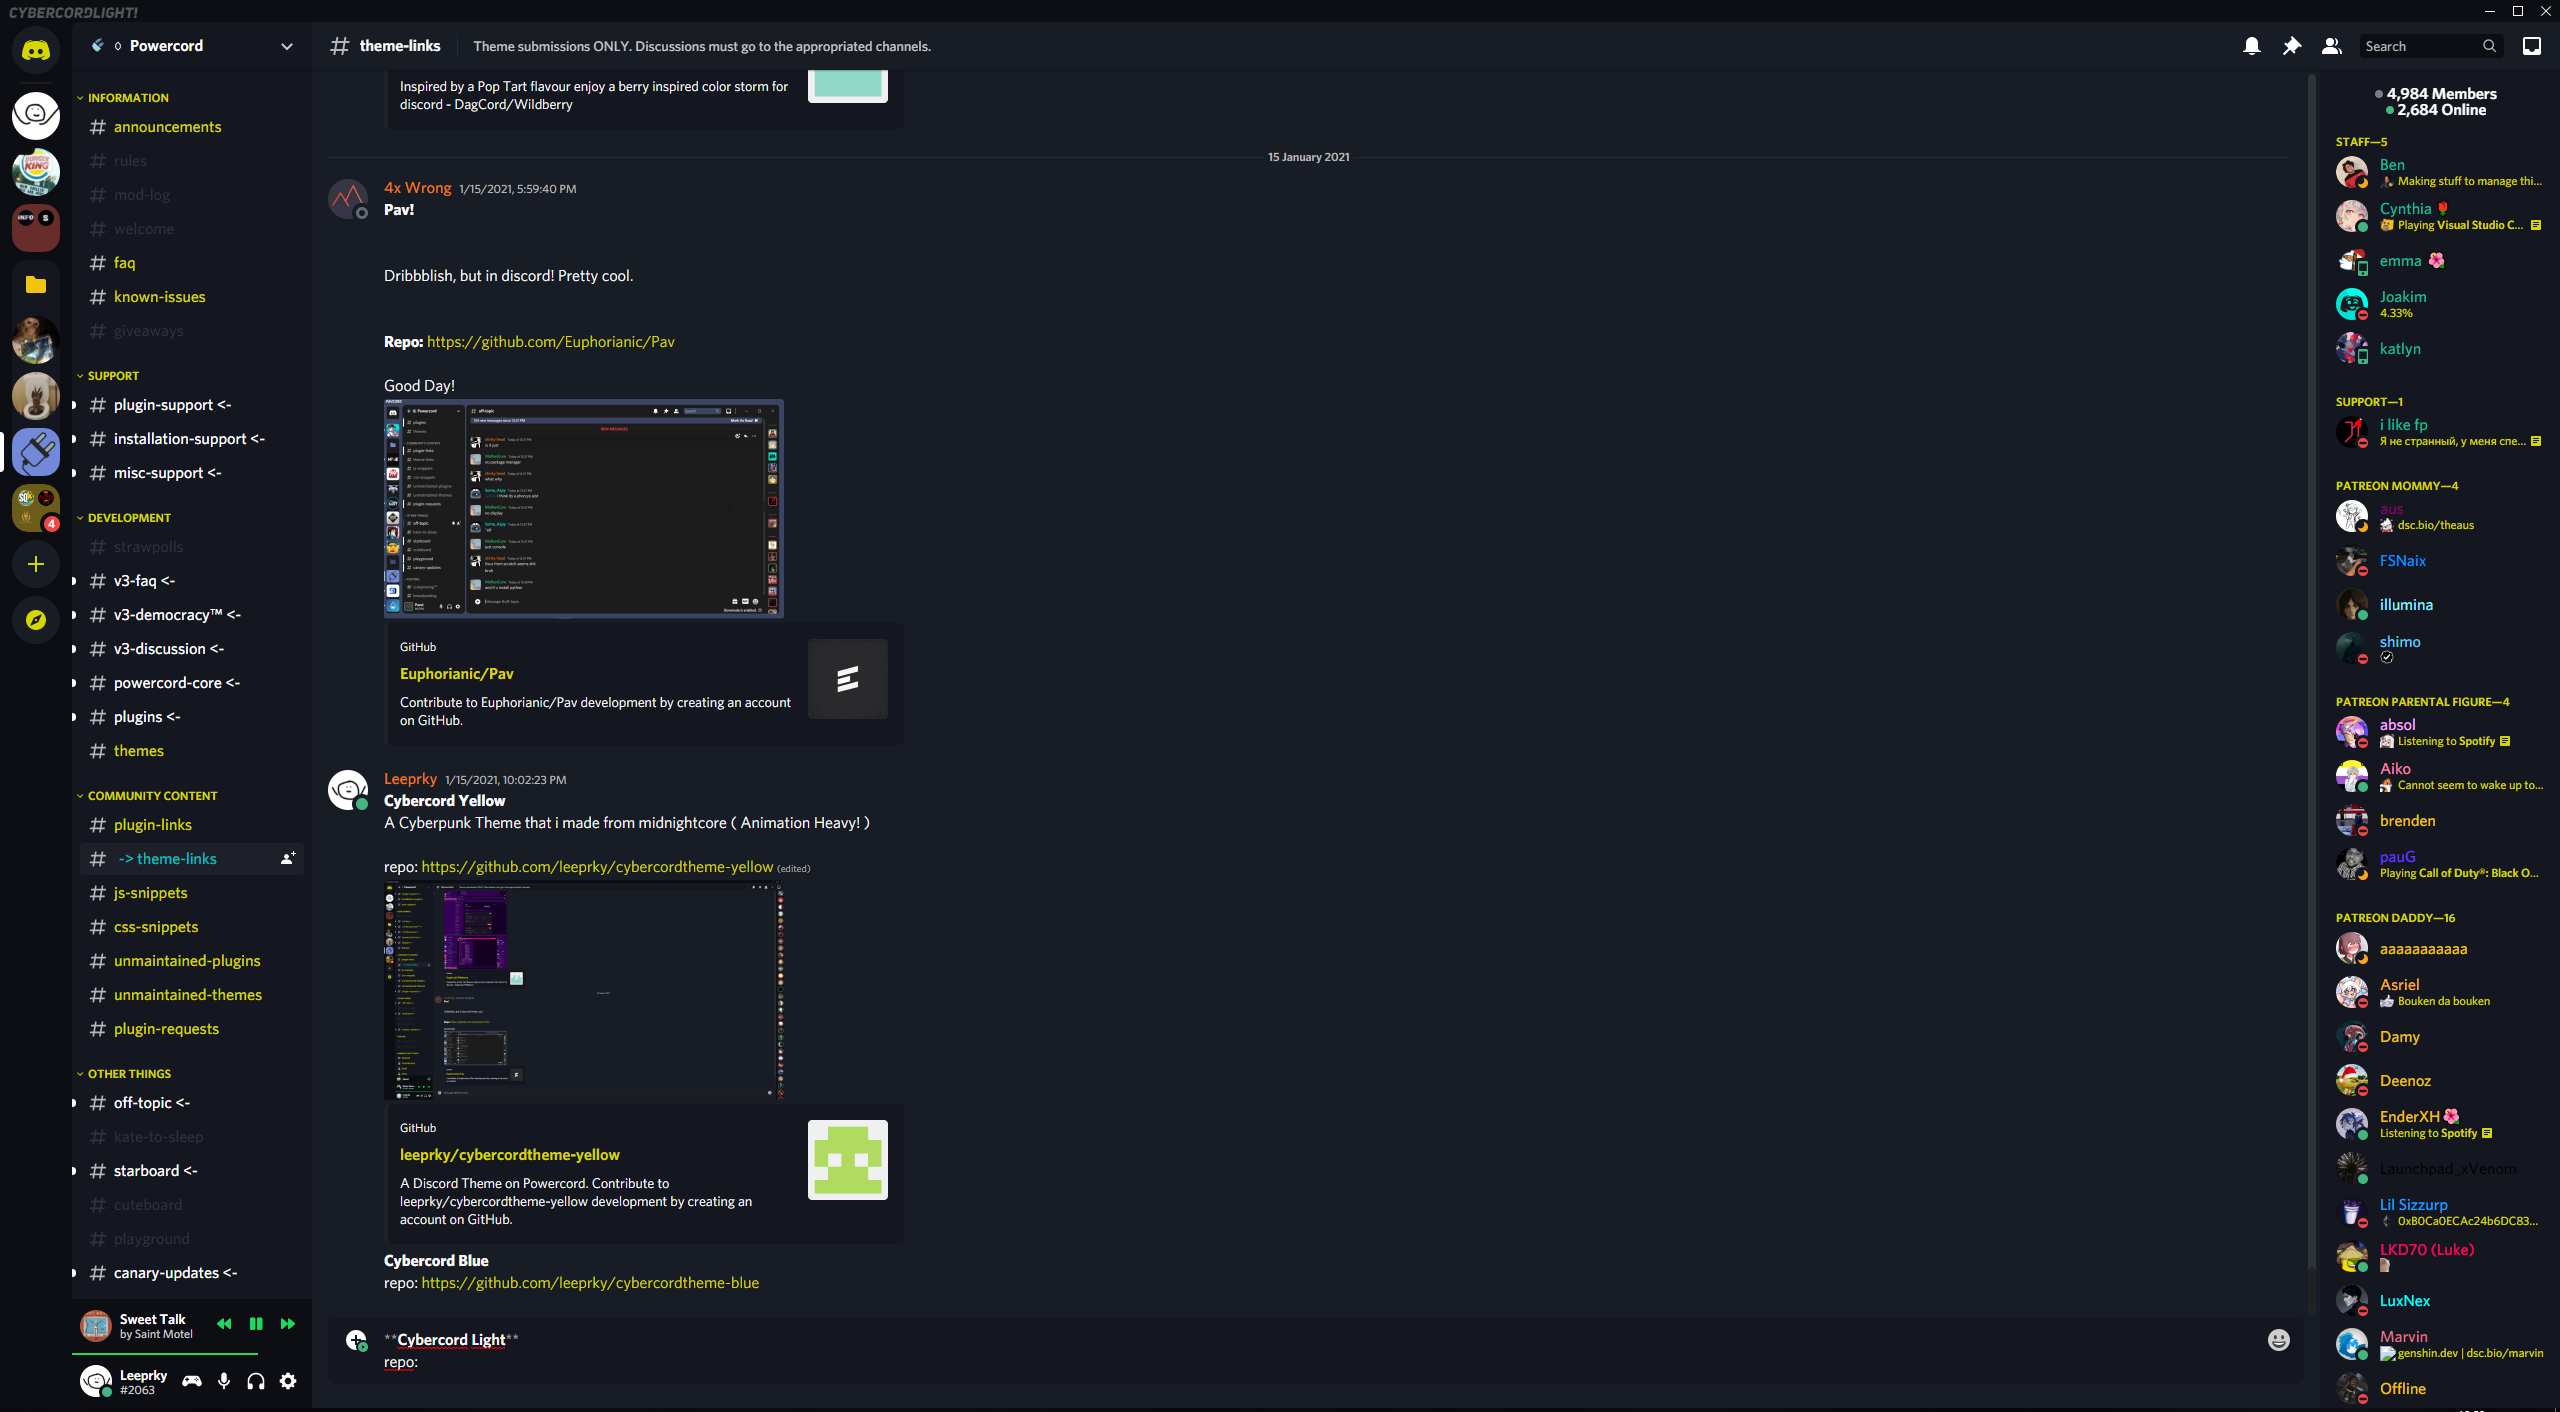 CYBERCORDLIGHT!
Powercord
INFORMATION
# announcements
# rules
# mod-log
# welcome
# faq
# known-issues
# giveaways
SUPPORT
# plugin-support <-
# installation-support <-
# misc-support <-
DEVELOPMENT
# strawpolls
# v3-faq <-
# v3-democracy™ <-
# v3-discussion <-
# powercord-core <-
# plugins <-
# themes
COMMUNITY CONTENT
# plugin-links
# -> theme-links
# js-snippets
# css-snippets
# unmaintained-plugins
# unmaintained-themes
# plugin-requests
OTHER THINGS
# off-topic <-
# kate-to-sleep
# starboard <-
# cuteboard
# playground
# canary-updates <-
Sweet Talk
by Saint Motel
Leeprky
#2063
INFO S
BURGER KING
4
# theme-links Theme submissions ONLY. Discussions must go to the appropriated channels.
Search
Inspired by a Pop Tart flavour enjoy a berry inspired color storm for
discord - DagCord/Wildberry
15 January 2021
4x Wrong 1/15/2021, 5:59:40 PM
Pav!
Dribbblish, but in discord! Pretty cool.
Repo: https://github.com/Euphorianic/Pav
Good Day!
GitHub
Euphorianic/Pav
Contribute to Euphorianic/Pav development by creating an account
on GitHub.
Leeprky 1/15/2021, 10:02:23 PM
Cybercord Yellow
A Cyberpunk Theme that i made from midnightcore ( Animation Heavy! )
repo: https://github.com/leeprky/cybercordtheme-yellow (edited)
GitHub
leeprky/cybercordtheme-yellow
A Discord Theme on Powercord. Contribute to
leeprky/cybercordtheme-yellow development by creating an
account on GitHub.
Cybercord Blue
repo: https://github.com/leeprky/cybercordtheme-blue
**Cybercord Light**
repo:
4,984 Members
2,684 Online
STAFF—5
Ben
Making stuff to manage thi...
Cynthia
Playing Visual Studio C...
emma
Joakim
4.33%
katlyn
SUPPORT—1
i like fp
Я не странный, у меня спе...
PATREON MOMMY—4
aus
dsc.bio/theaus
FSNaix
illumina
shimo
PATREON PARENTAL FIGURE—4
absol
Listening to Spotify
Aiko
Cannot seem to wake up to...
brenden
pauG
Playing Call of Duty®: Black O...
PATREON DADDY—16
aaaaaaaaaaa
Asriel
Bouken da bouken
Damy
Deenoz
EnderXH
Listening to Spotify
Launchpad_xVenom
Lil Sizzurp
0xB0Ca0ECAc24b6DC83...
LKD70 (Luke)
LuxNex
Marvin
genshin.dev | dsc.bio/marvin
Offline